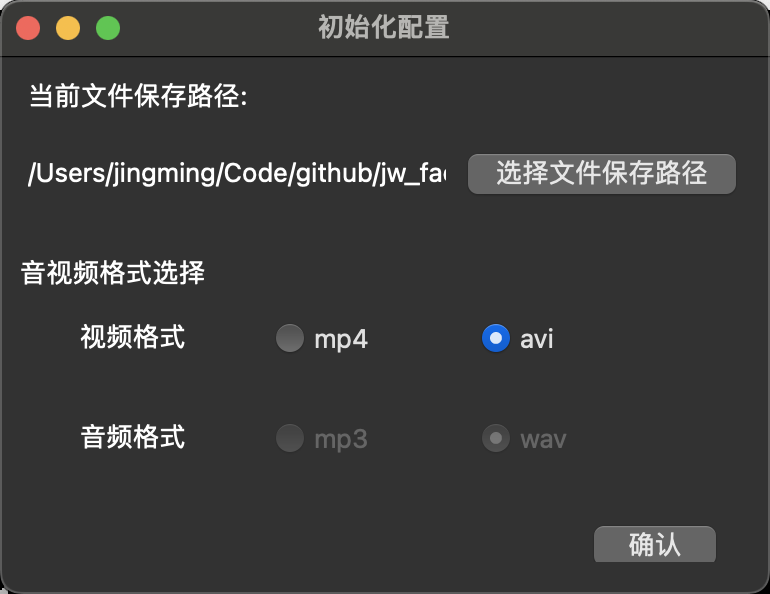 初始化配置
当前文件保存路径:
/Users/jingming/Code/github/jw_fa 选择文件保存路径
音视频格式选择
视频格式 mp4 avi
音频格式 mp3 wav
确认